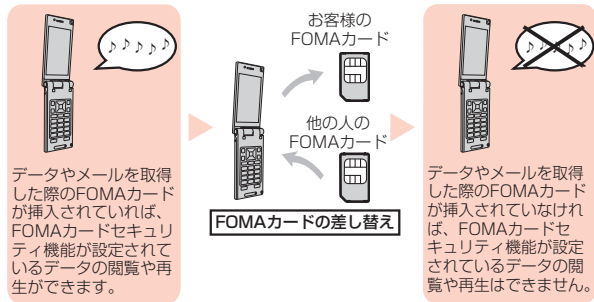 データやメールを取得
した際のFOMAカード
が挿入されていれば、
FOMAカードセキュリ
ティ機能が設定されて
いるデータの閲覧や再
生ができます。
お客様の
FOMAカード
他の人の
FOMAカード
FOMAカードの差し替え
データやメールを取得
した際のFOMAカード
が挿入されていなけれ
ば、FOMAカードセ
キュリティ機能が設定
されているデータの閲
覧や再生はできません。